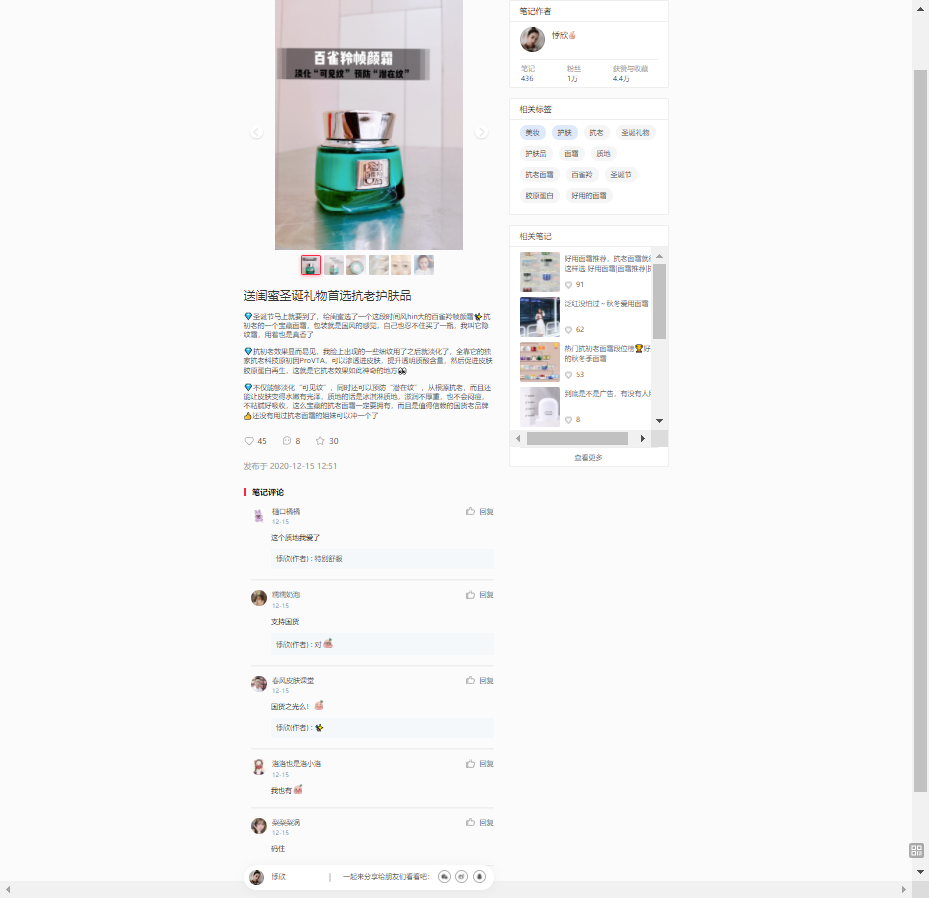 百雀羚帧颜霜
淡化“可见纹”预防“潜在纹”
送闺蜜圣诞礼物首选抗老护肤品
💎圣诞节马上就要到了，给闺蜜选了一个这段时间风hin大的百雀羚帧颜霜🐝抗
初老的一个宝藏面霜，包装就是国风的感觉，自己也忍不住买了一瓶，我叫它隐
纹霜，用着也是真香了
💎抗初老效果显而易见，我脸上出现的一些细纹用了之后就淡化了，全靠它的独
家抗老科技原初因ProVTA，可以渗透进皮肤，提升透明质酸含量，然后促进皮肤
胶原蛋白再生，这就是它抗老效果如此神奇的地方👀
💎不仅能够淡化“可见纹”，同时还可以预防“潜在纹”，从根源抗老，而且还
能让皮肤变得水嫩有光泽，质地的话是冰淇淋质地，滋润不厚重，也不会闷痘，
不粘腻好吸收，这么宝藏的抗老面霜一定要拥有，而且是值得信赖的国货老品牌
👍还没有用过抗老面霜的姐妹可以冲一个了
45 8 30
发布于 2020-12-15 12:51
笔记评论
樋口橘橘 回复
12-15
这个质地我爱了
悸欣(作者)：特别舒服
糯糯奶泡 回复
12-15
支持国货
悸欣(作者)：对
春风皮肤课堂 回复
12-15
国货之光么！
悸欣(作者)：🐝
洛洛也是洛小洛 回复
12-15
我也有
梨梨梨涡 回复
12-15
码住
悸欣 | 一起来分享给朋友们看看吧：
笔记作者
悸欣
笔记 粉丝 获赞与收藏
436 1万 4.4万
相关标签
美妆 护肤 抗老 圣诞礼物
护肤品 面霜 质地
抗老面霜 百雀羚 圣诞节
胶原蛋白 好用的面霜
相关笔记
好用面霜推荐，抗老面霜就
这样选 好用面霜|面霜推荐|
91
泛红没怕过~秋冬爱用面霜
62
热门抗初老面霜段位榜🏆好
的秋冬季面霜
53
到底是不是广告，有没有人
8
查看更多